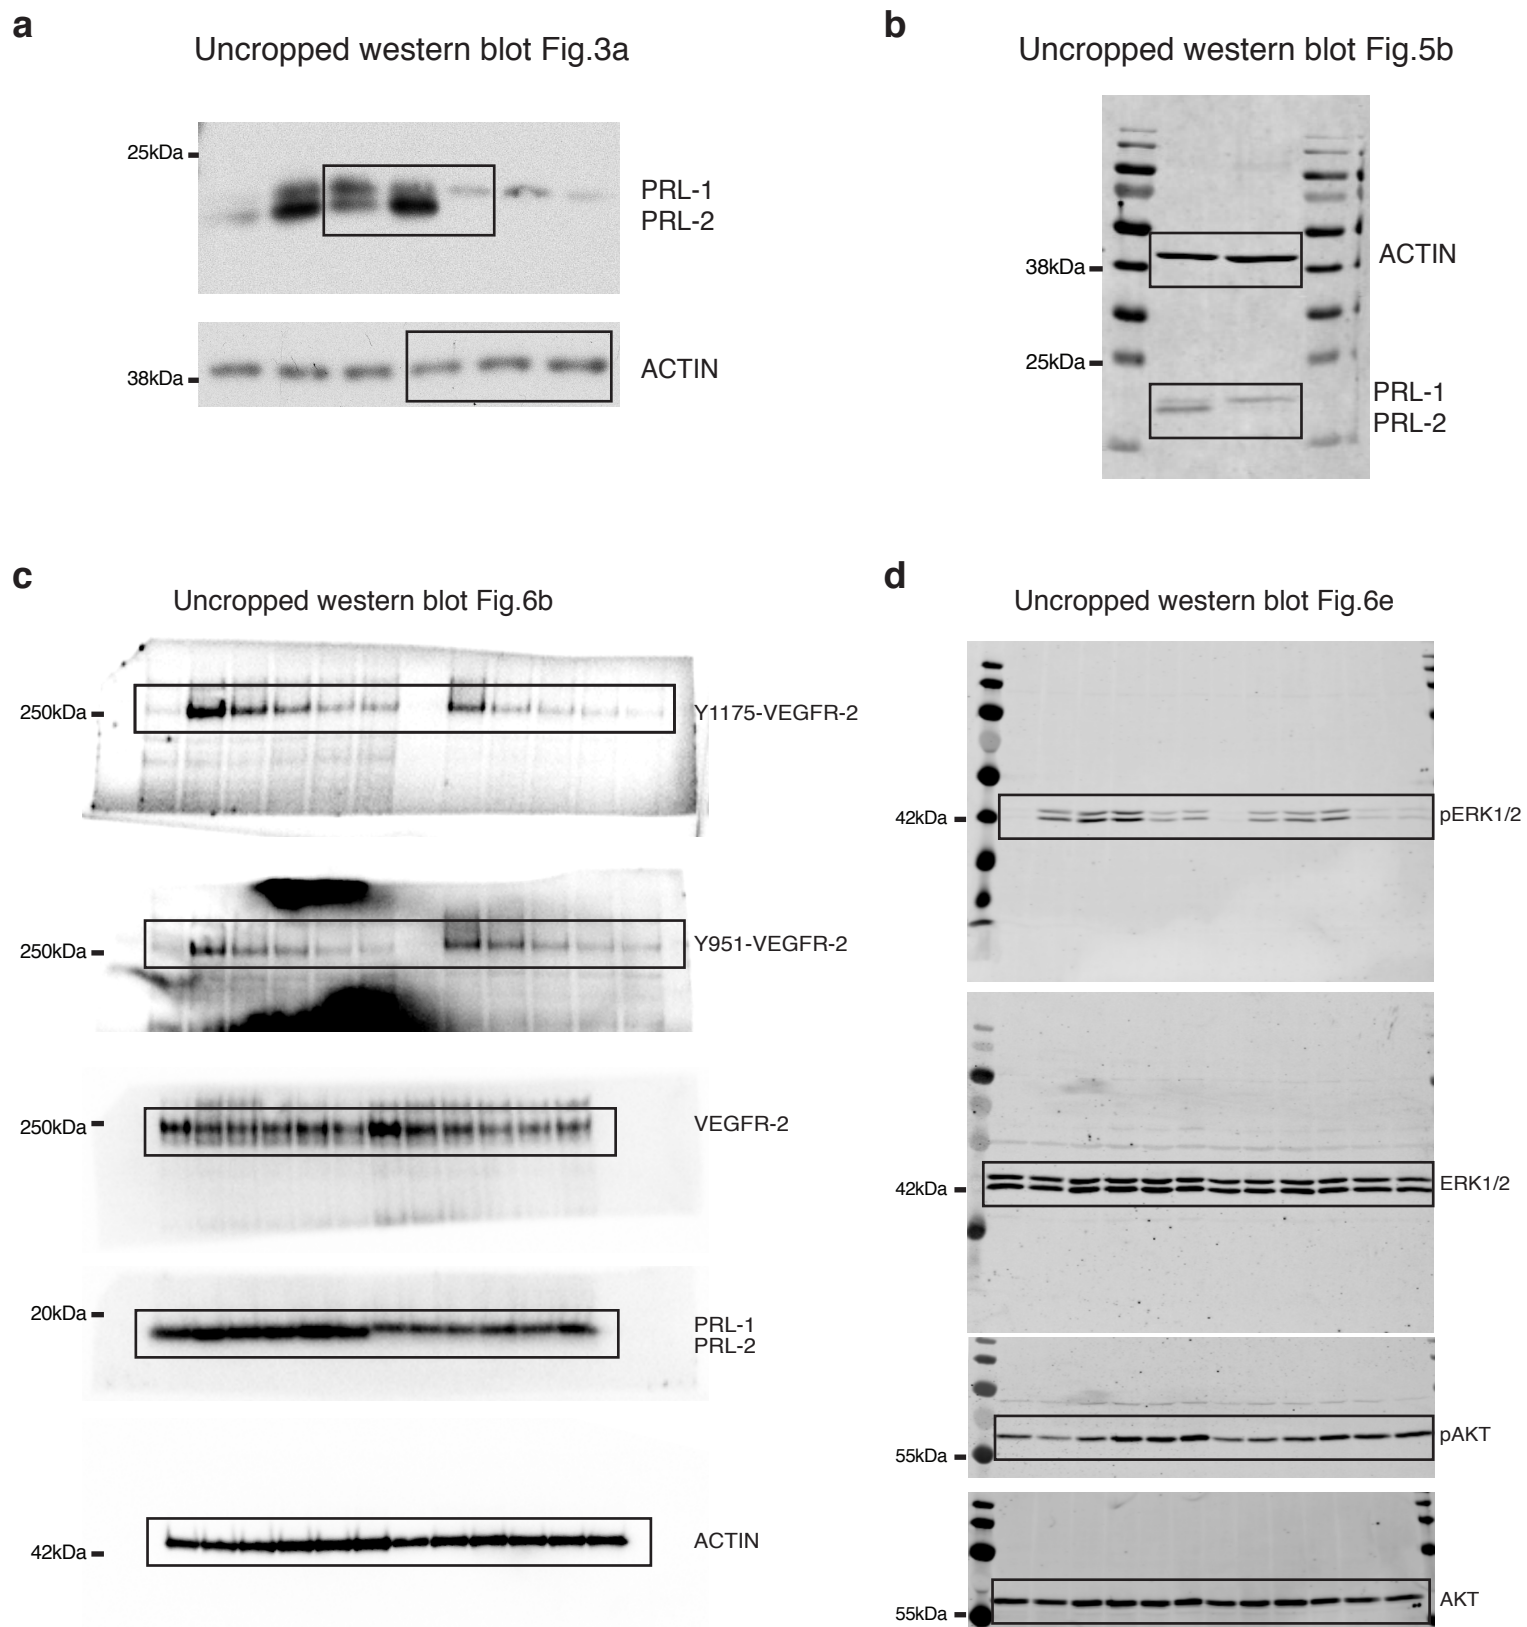 a
Uncropped western blot Fig.3a
25kDa
PRL-1
PRL-2
38kDa
ACTIN
b
Uncropped western blot Fig.5b
38kDa
ACTIN
25kDa
PRL-1
PRL-2
c
Uncropped western blot Fig.6b
250kDa
Y1175-VEGFR-2
250kDa
Y951-VEGFR-2
250kDa
VEGFR-2
20kDa
PRL-1
PRL-2
42kDa
ACTIN
d
Uncropped western blot Fig.6e
42kDa
pERK1/2
42kDa
ERK1/2
55kDa
pAKT
55kDa
AKT